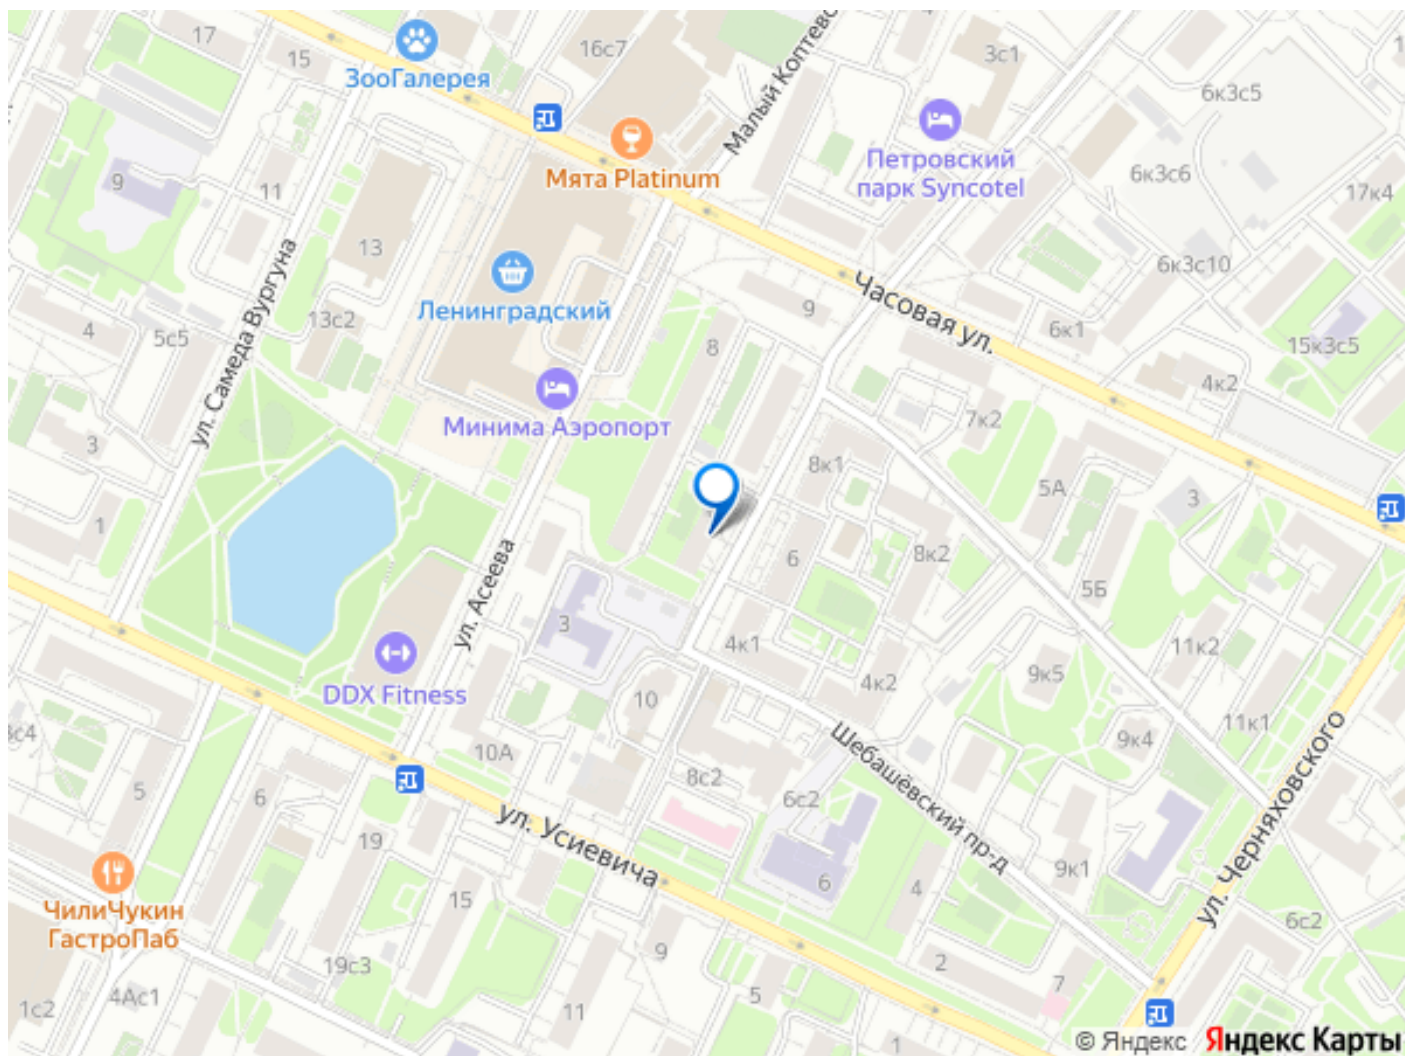 17
15
ЗооГалерея
16с7
3с1
Малый Коптевс
6к3с5
Мята Platinum
Петровский
парк Syncotel
6к3с6
17к4
9
11
13
ул. Самеда Вургуна
Ленинградский
6к3с10
Часовая ул.
9
6к1
15к3с5
4
5с5
13с2
8
4к2
7к2
Минима Аэропорт
3
8к1
5А
3
1
ул. Асеева
6
8к2
5Б
3
4к1
11к2
9к5
4к2
DDX Fitness
10
11к1
9к4
10А
Шебашёвский пр-д
8с2
6с2
5
6
ул. Усиевича
ул. Черняховского
19
9к1
6
4
15
ЧилиЧукин
ГастроПаб
6с2
9
19с3
2
7
5
4Ас1
1с2
11
1
© Яндекс Яндекс Карты